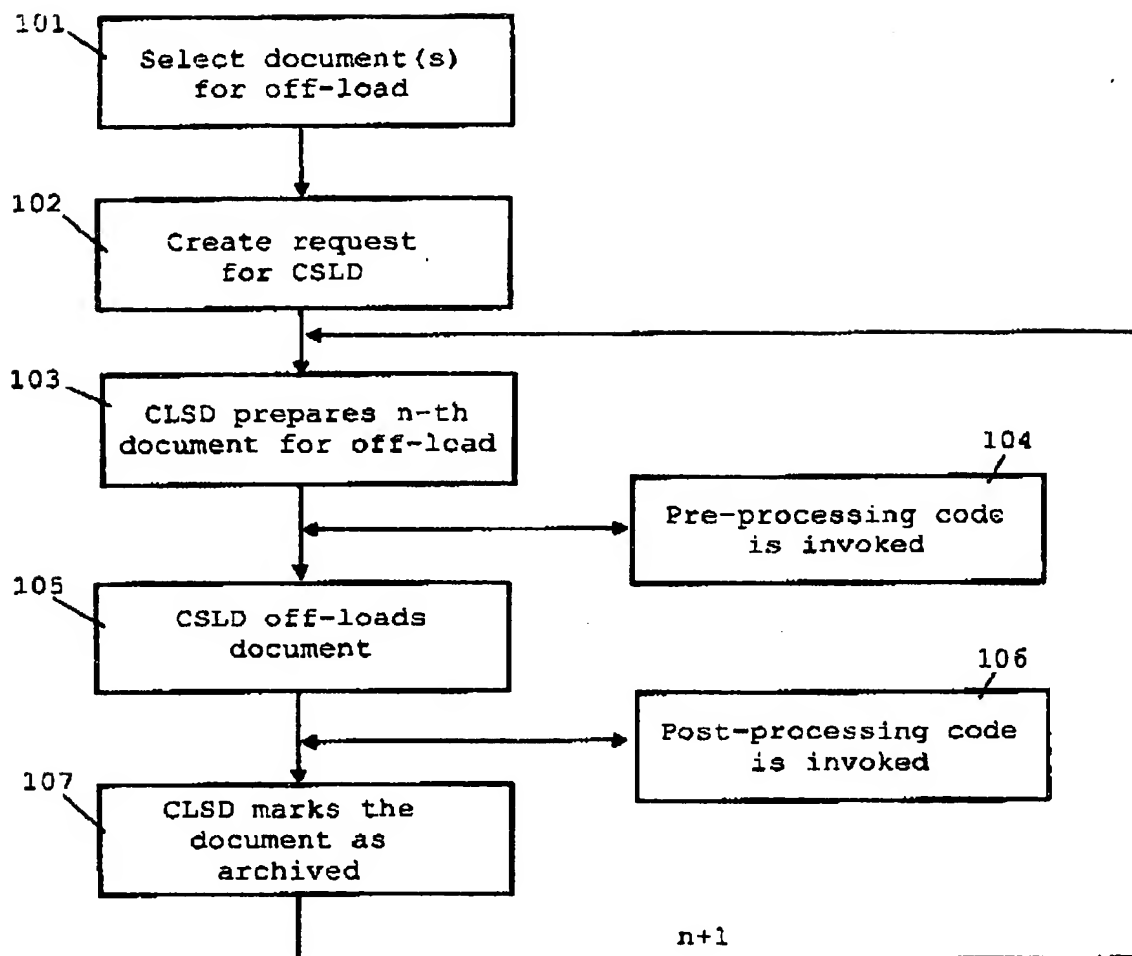 101
Select document(s)
for off-load
102
Create request
for CSLD
103
CLSD prepares n-th
document for off-load
104
Pre-processing code
is invoked
105
CSLD off-loads
document
106
Post-processing code
is invoked
107
CLSD marks the
document as
archived
n+1